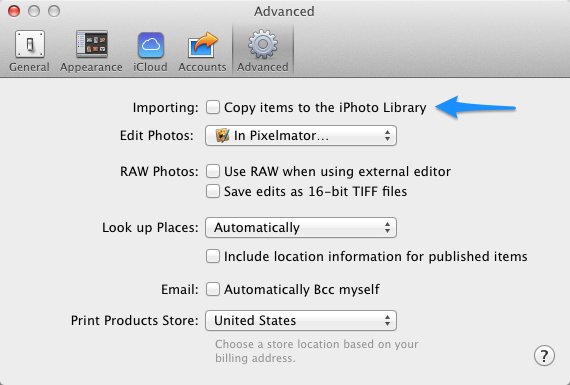 Advanced
General Appearance iCloud Accounts Advanced
Importing: Copy items to the iPhoto Library
Edit Photos: In Pixelmator...
RAW Photos: Use RAW when using external editor
Save edits as 16-bit TIFF files
Look up Places: Automatically
Include location information for published items
Email: Automatically Bcc myself
Print Products Store: United States
Choose a store location based on your
billing address.
?